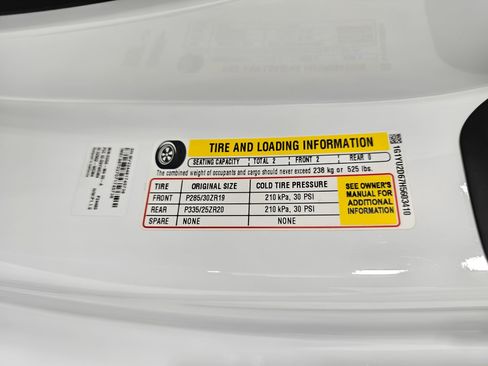 TIRE AND LOADING INFORMATION
SEATING CAPACITY TOTAL 2 FRONT 2 REAR 0
The combined weight of occupants and cargo should never exceed 238 kg or 525 lbs.
TIRE ORIGINAL SIZE COLD TIRE PRESSURE
FRONT P285/30ZR19 210 kPa, 30 PSI
REAR P335/25ZR20 210 kPa, 30 PSI
SPARE NONE NONE
SEE OWNER'S
MANUAL FOR
ADDITIONAL
INFORMATION
1G1YU2D67H5603410